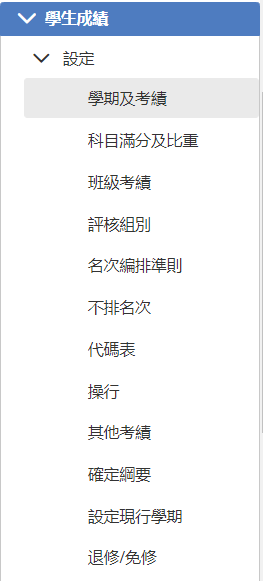 學生成績
設定
學期及考績
科目滿分及比重
班級考績
評核組別
名次編排準則
不排名次
代碼表
操行
其他考績
確定綱要
設定現行學期
退修/免修